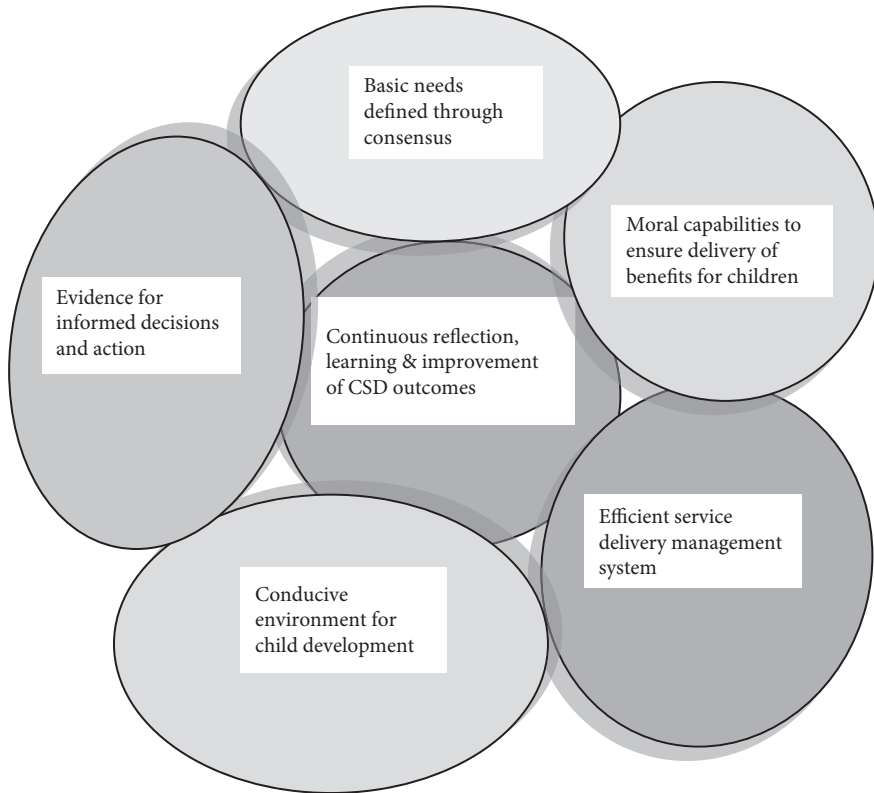 Basic needs
defined through
consensus
Moral capabilities to
ensure delivery of
benefits for children
Evidence for
informed decisions
and action
Continuous reflection,
learning & improvement
of CSD outcomes
Efficient service
delivery management
system
Conducive
environment for
child development